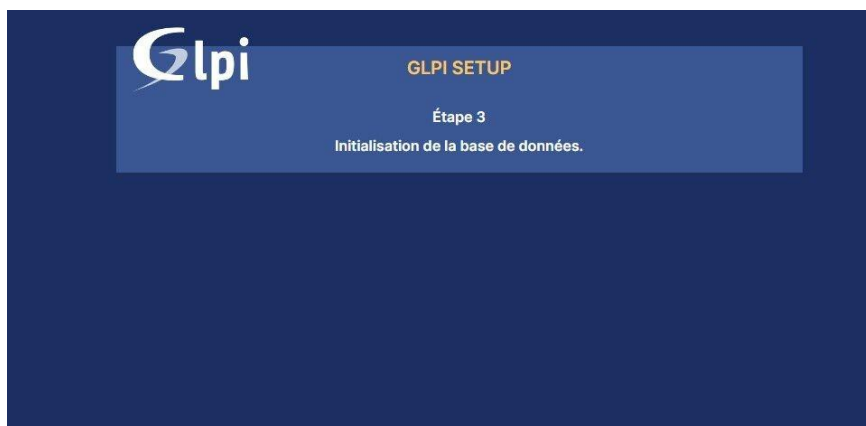 Glpi
GLPI SETUP
Étape 3
Initialisation de la base de données.